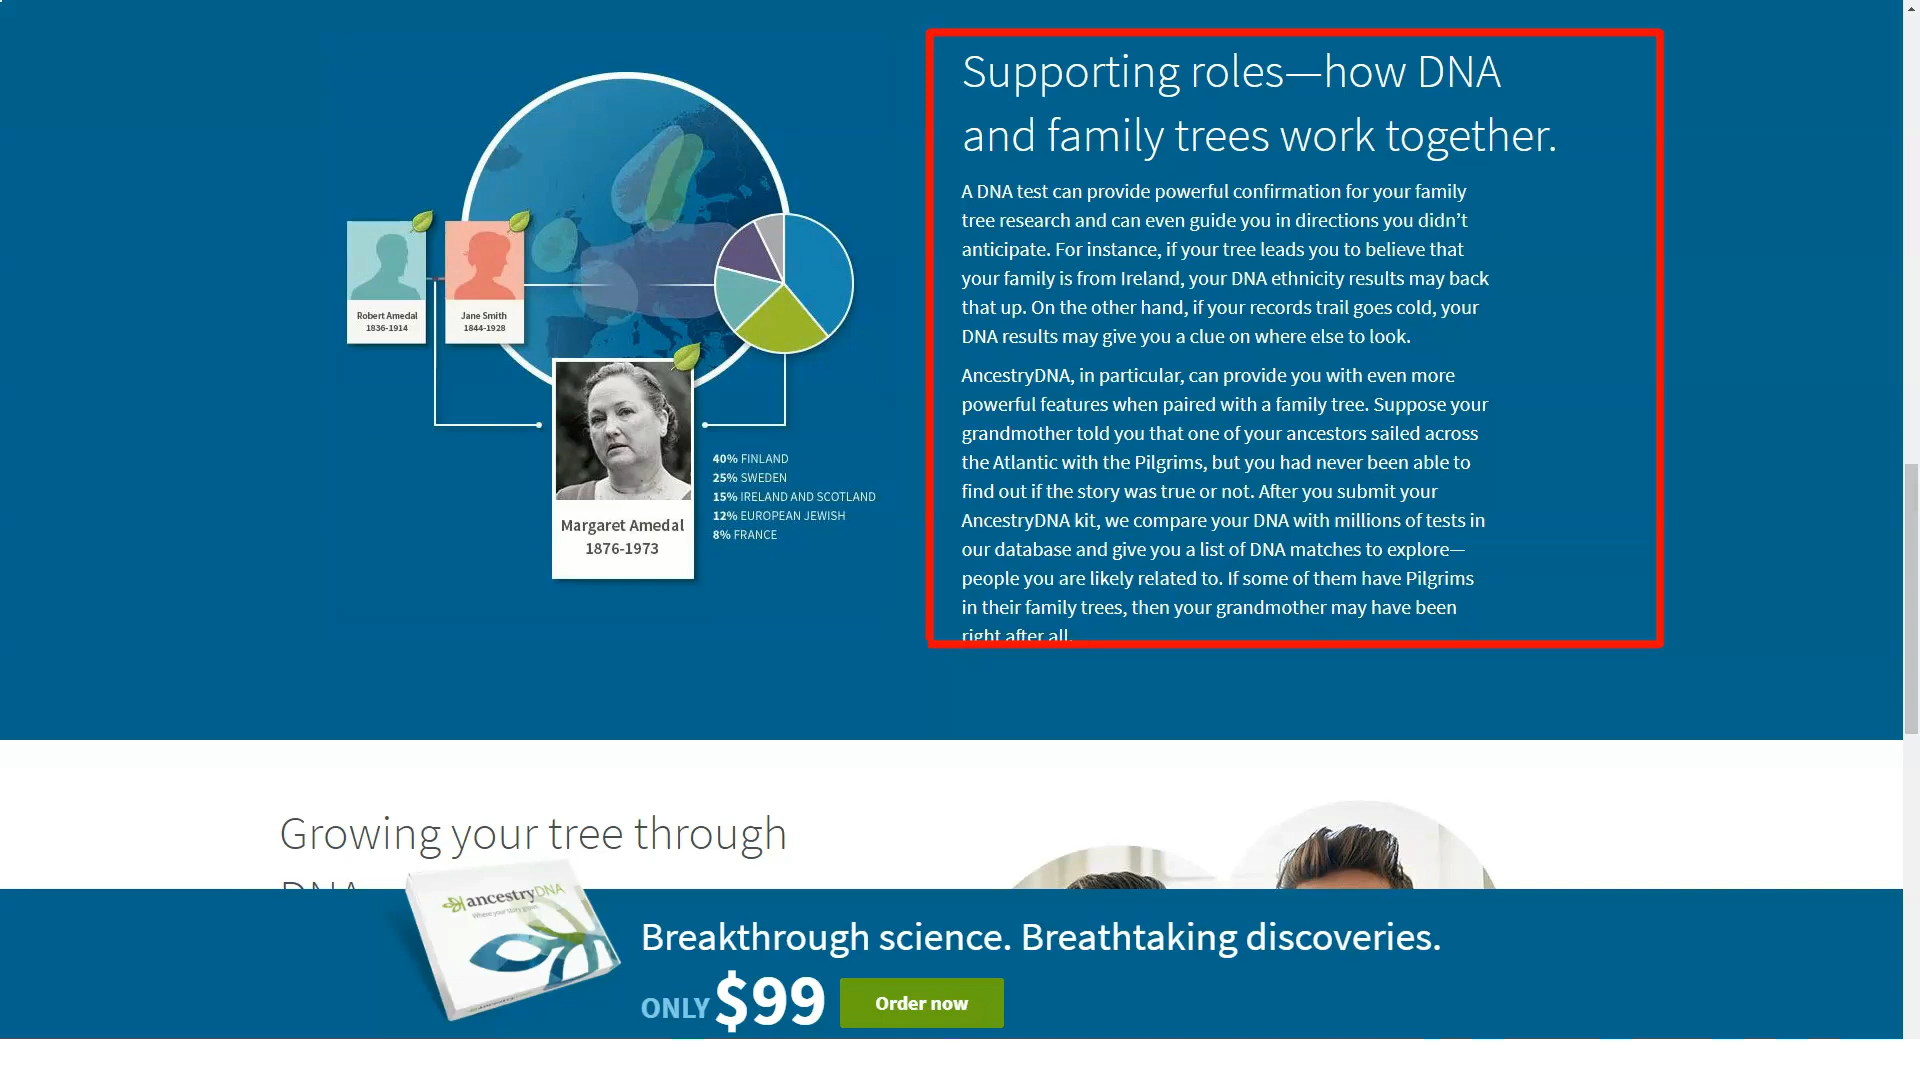 Supporting roles—how DNA
and family trees work together.
A DNA test can provide powerful confirmation for your family
tree research and can even guide you in directions you didn’t
anticipate. For instance, if your tree leads you to believe that
your family is from Ireland, your DNA ethnicity results may back
that up. On the other hand, if your records trail goes cold, your
DNA results may give you a clue on where else to look.
AncestryDNA, in particular, can provide you with even more
powerful features when paired with a family tree. Suppose your
grandmother told you that one of your ancestors sailed across
the Atlantic with the Pilgrims, but you had never been able to
find out if the story was true or not. After you submit your
AncestryDNA kit, we compare your DNA with millions of tests in
our database and give you a list of DNA matches to explore—
people you are likely related to. If some of them have Pilgrims
in their family trees, then your grandmother may have been
right after all.
Robert Amedal
1836-1914
Jane Smith
1844-1928
Margaret Amedal
1876-1973
40% FINLAND
25% SWEDEN
15% IRELAND AND SCOTLAND
12% EUROPEAN JEWISH
8% FRANCE
Growing your tree through
DNA
ancestryDNA
Breakthrough science. Breathtaking discoveries.
ONLY $99
Order now